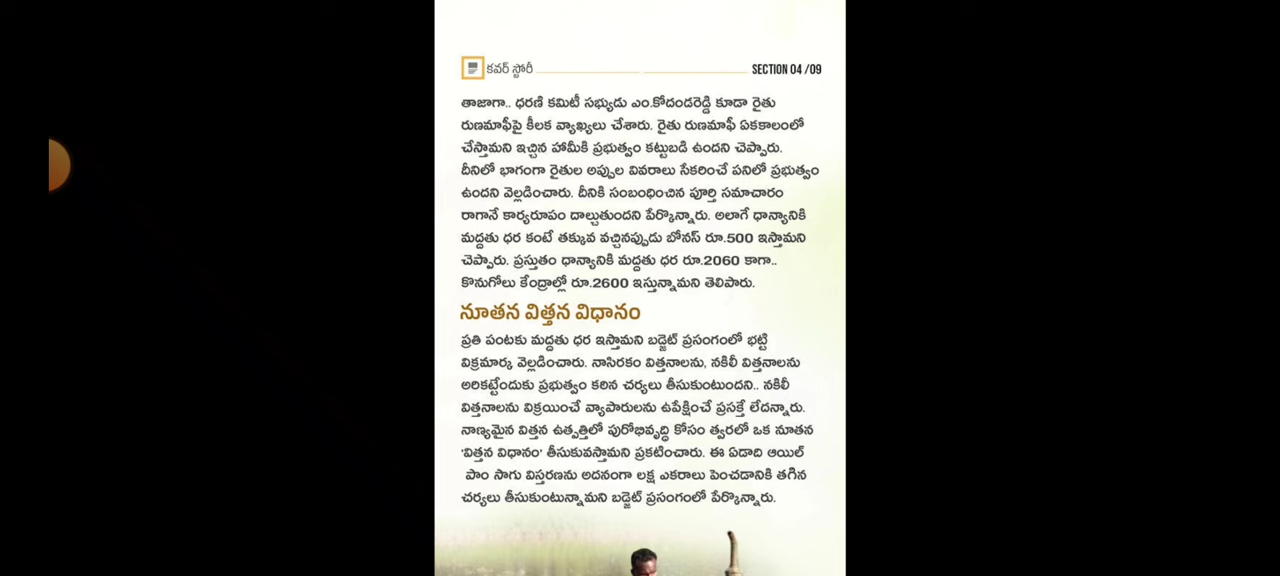 కవర్ స్టోరీ
SECTION 04 /09
తాజాగా.. ధరణి కమిటీ సభ్యుడు ఎం.కోదండరెడ్డి కూడా రైతు
రుణమాఫీపై కీలక వ్యాఖ్యలు చేశారు. రైతు రుణమాఫీ ఏకకాలంలో
చేస్తామని ఇచ్చిన హామీకి ప్రభుత్వం కట్టుబడి ఉందని చెప్పారు.
దీనిలో భాగంగా రైతుల అప్పుల వివరాలు సేకరించే పనిలో ప్రభుత్వం
ఉందని వెల్లడించారు. దీనికి సంబంధించిన పూర్తి సమాచారం
రాగానే కార్యరూపం దాల్చుతుందని పేర్కొన్నారు. అలాగే ధాన్యానికి
మద్దతు ధర కంటే తక్కువ వచ్చినప్పుడు బోనస్ రూ.500 ఇస్తామని
చెప్పారు. ప్రస్తుతం ధాన్యానికి మద్దతు ధర రూ.2060 కాగా..
కొనుగోలు కేంద్రాల్లో రూ.2600 ఇస్తున్నామని తెలిపారు.
నూతన విత్తన విధానం
ప్రతి పంటకు మద్దతు ధర ఇస్తామని బడ్జెట్ ప్రసంగంలో భట్టి
విక్రమార్క వెల్లడించారు. నాసిరకం విత్తనాలను, నకిలీ విత్తనాలను
అరికట్టేందుకు ప్రభుత్వం కఠిన చర్యలు తీసుకుంటుందని.. నకిలీ
విత్తనాలను విక్రయించే వ్యాపారులను ఉపేక్షించే ప్రసక్తే లేదన్నారు.
నాణ్యమైన విత్తన ఉత్పత్తిలో పురోభివృద్ధి కోసం త్వరలో ఒక నూతన
'విత్తన విధానం' తీసుకువస్తామని ప్రకటించారు. ఈ ఏడాది ఆయిల్
పాం సాగు విస్తరణను అదనంగా లక్ష ఎకరాలు పెంచడానికి తగిన
చర్యలు తీసుకుంటున్నామని బడ్జెట్ ప్రసంగంలో పేర్కొన్నారు.